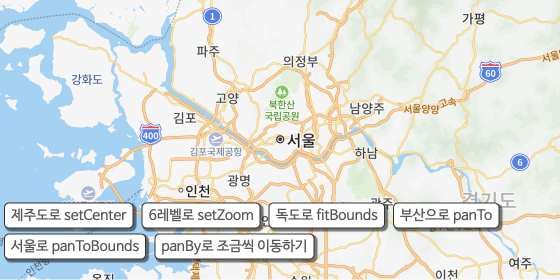 가평
1
파주
의정부
강화도
60
고양
북한산
국립공원
남양주
서울양양고속
김포
400
서울
김포국제공항
하남
6
광명
인천
경기도
광주
제주도로 setCenter
6레벨로 setZoom
독도로 fitBounds
부산으로 panTo
서울로 panToBounds
panBy로 조금씩 이동하기
여주
이천